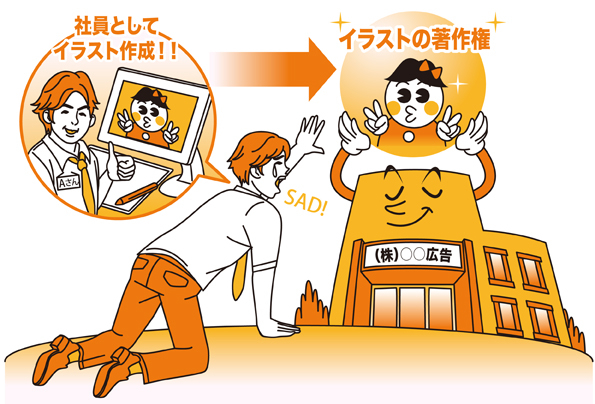 社員として
イラスト作成!!
イラストの著作権
Aさん
SAD!
(株)○○広告